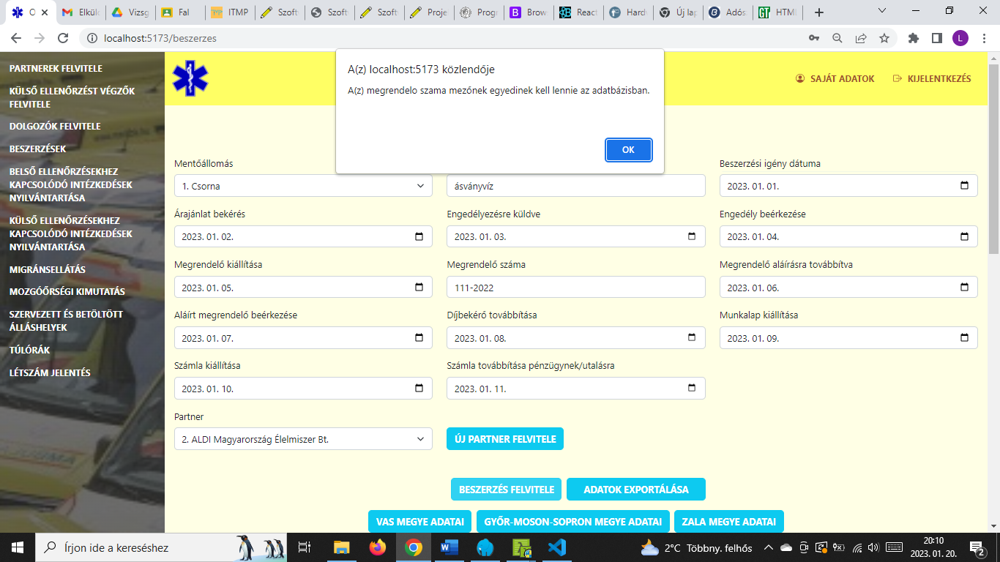 O
Elkül
Vizsg
Fal
ITMP
Szoft
Szoft
Szoft
Proje
Progr
Brow
React
Hardv
Új lap
Adós
HTMl
localhost:5173/beszerzes
L
PARTNEREK FELVITELE
KÜLSŐ ELLENŐRZÉST VÉGZŐK
FELVITELE
DOLGOZÓK FELVITELE
BESZERZÉSEK
BELSŐ ELLENŐRZÉSEKHEZ
KAPCSOLÓDÓ INTÉZKEDÉSEK
NYILVÁNTARTÁSA
KÜLSŐ ELLENŐRZÉSEKHEZ
KAPCSOLÓDÓ INTÉZKEDÉSEK
NYILVÁNTARTÁSA
MIGRÁNSELLÁTÁS
MOZGÓŐRSÉGI KIMUTATÁS
SZERVEZETT ÉS BETÖLTÖTT
ÁLLÁSHELYEK
TÚLÓRÁK
LÉTSZÁM JELENTÉS
SAJÁT ADATOK
KIJELENTKEZÉS
A(z) localhost:5173 közlendője
A(z) megrendelo szama mezőnek egyedinek kell lennie az adatbázisban.
OK
Mentőállomás
Beszerzési igény dátuma
1. Csorna
ásványvíz
2023. 01. 01.
Árajánlat bekérés
Engedélyezésre küldve
Engedély beérkezése
2023. 01. 02.
2023. 01. 03.
2023. 01. 04.
Megrendelő kiállítása
Megrendelő száma
Megrendelő aláírásra továbbítva
2023. 01. 05.
111-2022
2023. 01. 06.
Aláírt megrendelő beérkezése
Díjbekérő továbbítása
Munkalap kiállítása
2023. 01. 07.
2023. 01. 08.
2023. 01. 09.
Számla kiállítása
Számla továbbítása pénzügynek/utalásra
2023. 01. 10.
2023. 01. 11.
Partner
2. ALDI Magyarország Élelmiszer Bt.
ÚJ PARTNER FELVITELE
BESZERZÉS FELVITELE
ADATOK EXPORTÁLÁSA
VAS MEGYE ADATAI
GYŐR-MOSON-SOPRON MEGYE ADATAI
ZALA MEGYE ADATAI
Írjon ide a kereséshez
2°C Többny. felhős
20:10
2023. 01. 20.
2